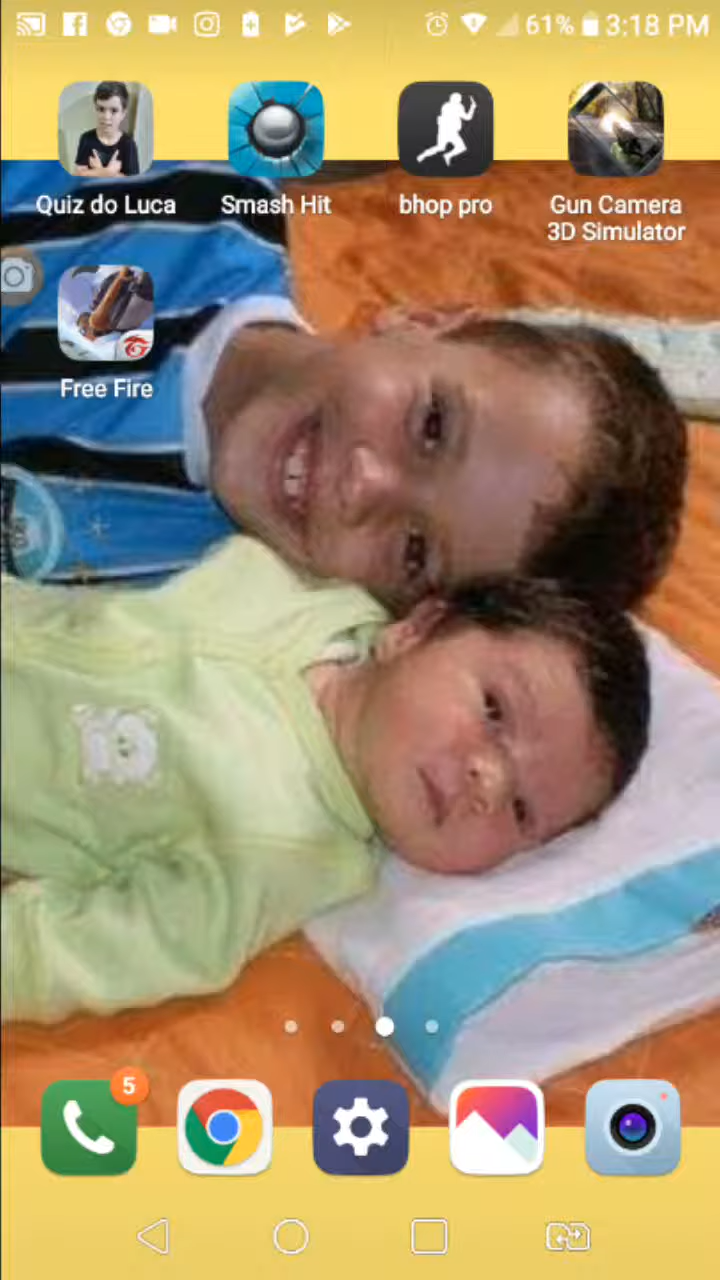 61% 3:18 PM
Quiz do Luca
Smash Hit
bhop pro
Gun Camera
3D Simulator
Free Fire
5